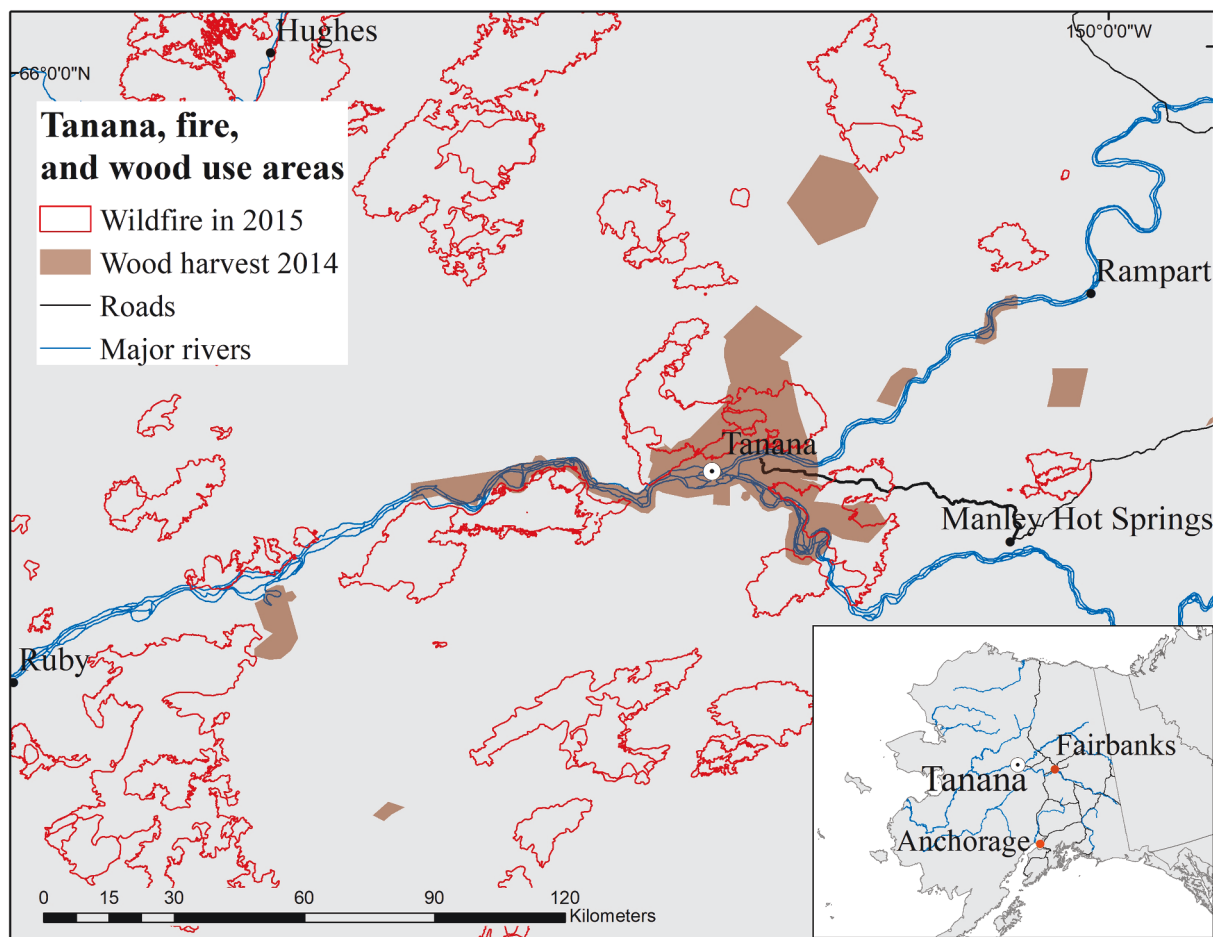 Hughes
150°0'0"W
66°0'0"N
Tanana, fire,
and wood use areas
Wildfire in 2015
Wood harvest 2014
Roads
Major rivers
Rampart
Tanana
Manley Hot Springs
Ruby
Fairbanks
Tanana
Anchorage
0 15 30 60 90 120
Kilometers